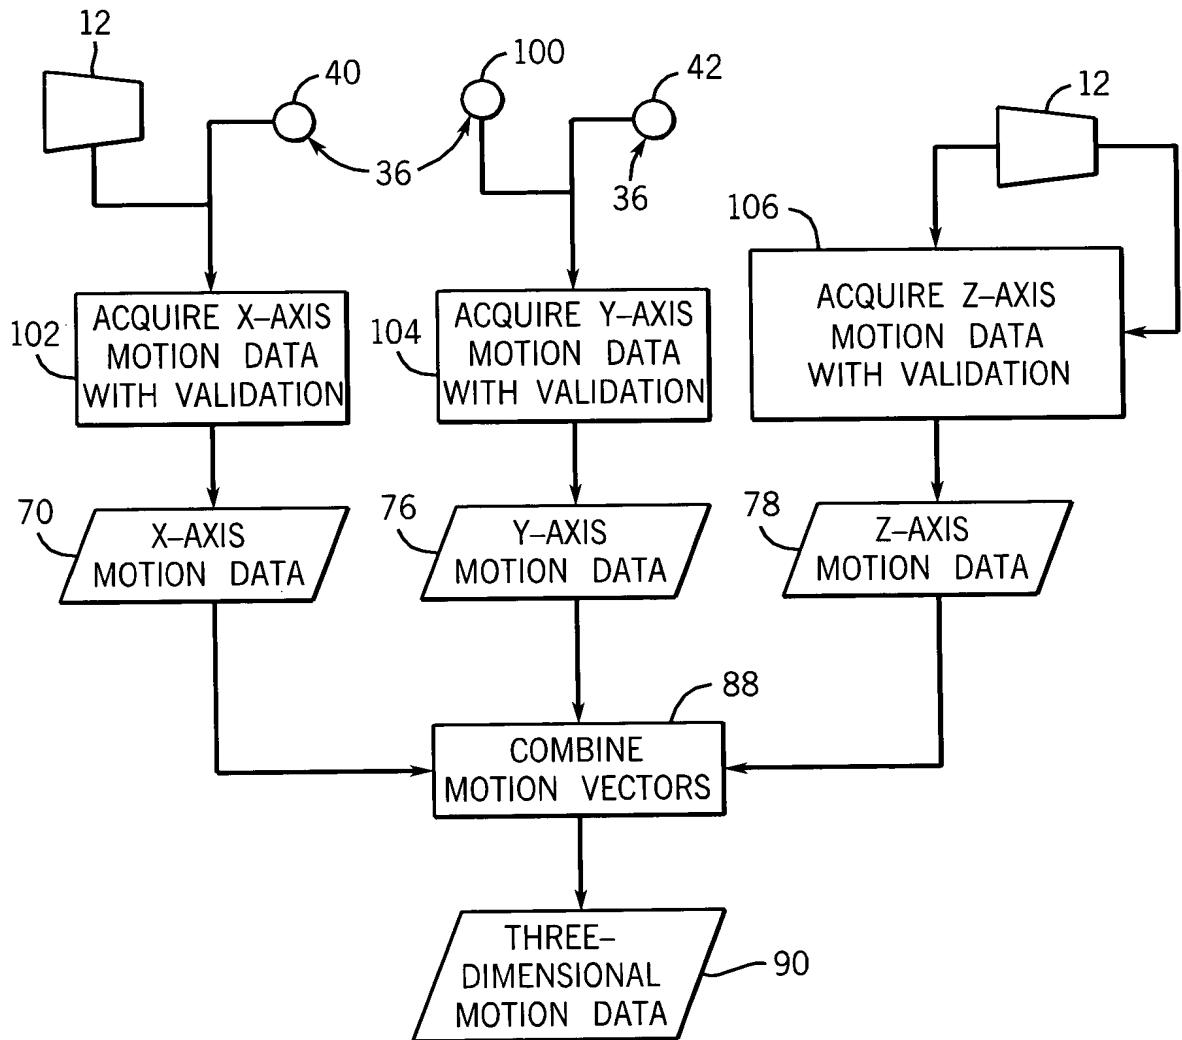 12
40
100
42
12
36
36
106
102
ACQUIRE X–AXIS
MOTION DATA
WITH VALIDATION
104
ACQUIRE Y–AXIS
MOTION DATA
WITH VALIDATION
ACQUIRE Z–AXIS
MOTION DATA
WITH VALIDATION
70
X–AXIS
MOTION DATA
76
Y–AXIS
MOTION DATA
78
Z–AXIS
MOTION DATA
88
COMBINE
MOTION VECTORS
THREE–
DIMENSIONAL
MOTION DATA
90